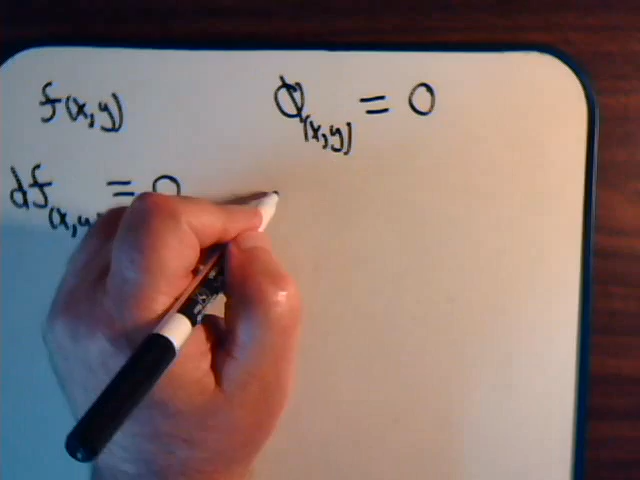 f(x,y) Φ(x,y) = 0
df(x,y = 0